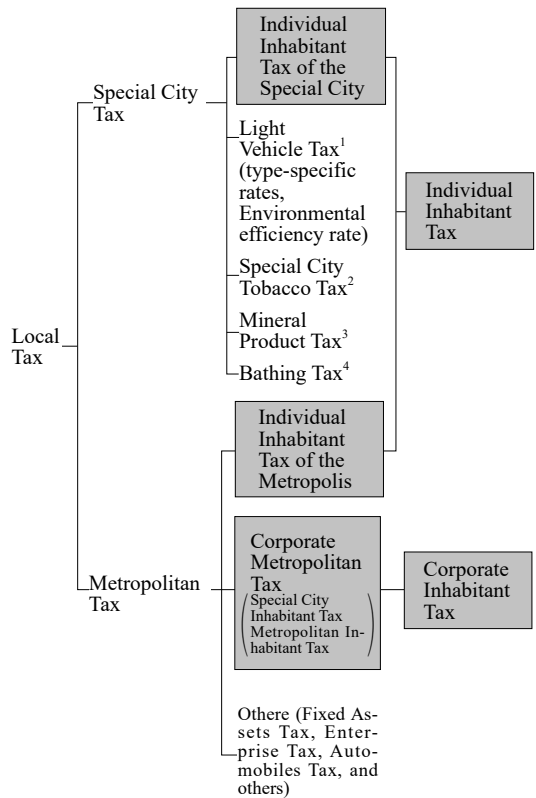 Individual
Inhabitant
Tax of the
Special City
Special City
Tax
Light
Vehicle Tax¹
(type-specific
rates,
Environmental
efficiency rate)
Individual
Inhabitant
Tax
Special City
Tobacco Tax²
Mineral
Product Tax³
Local
Tax
Bathing Tax⁴
Individual
Inhabitant
Tax of the
Metropolis
Metropolitan
Tax
Corporate
Metropolitan
Tax
(Special City
Inhabitant Tax
Metropolitan In-
habitant Tax)
Corporate
Inhabitant
Tax
Othere (Fixed As-
sets Tax, Enter-
prise Tax, Auto-
mobiles Tax, and
others)